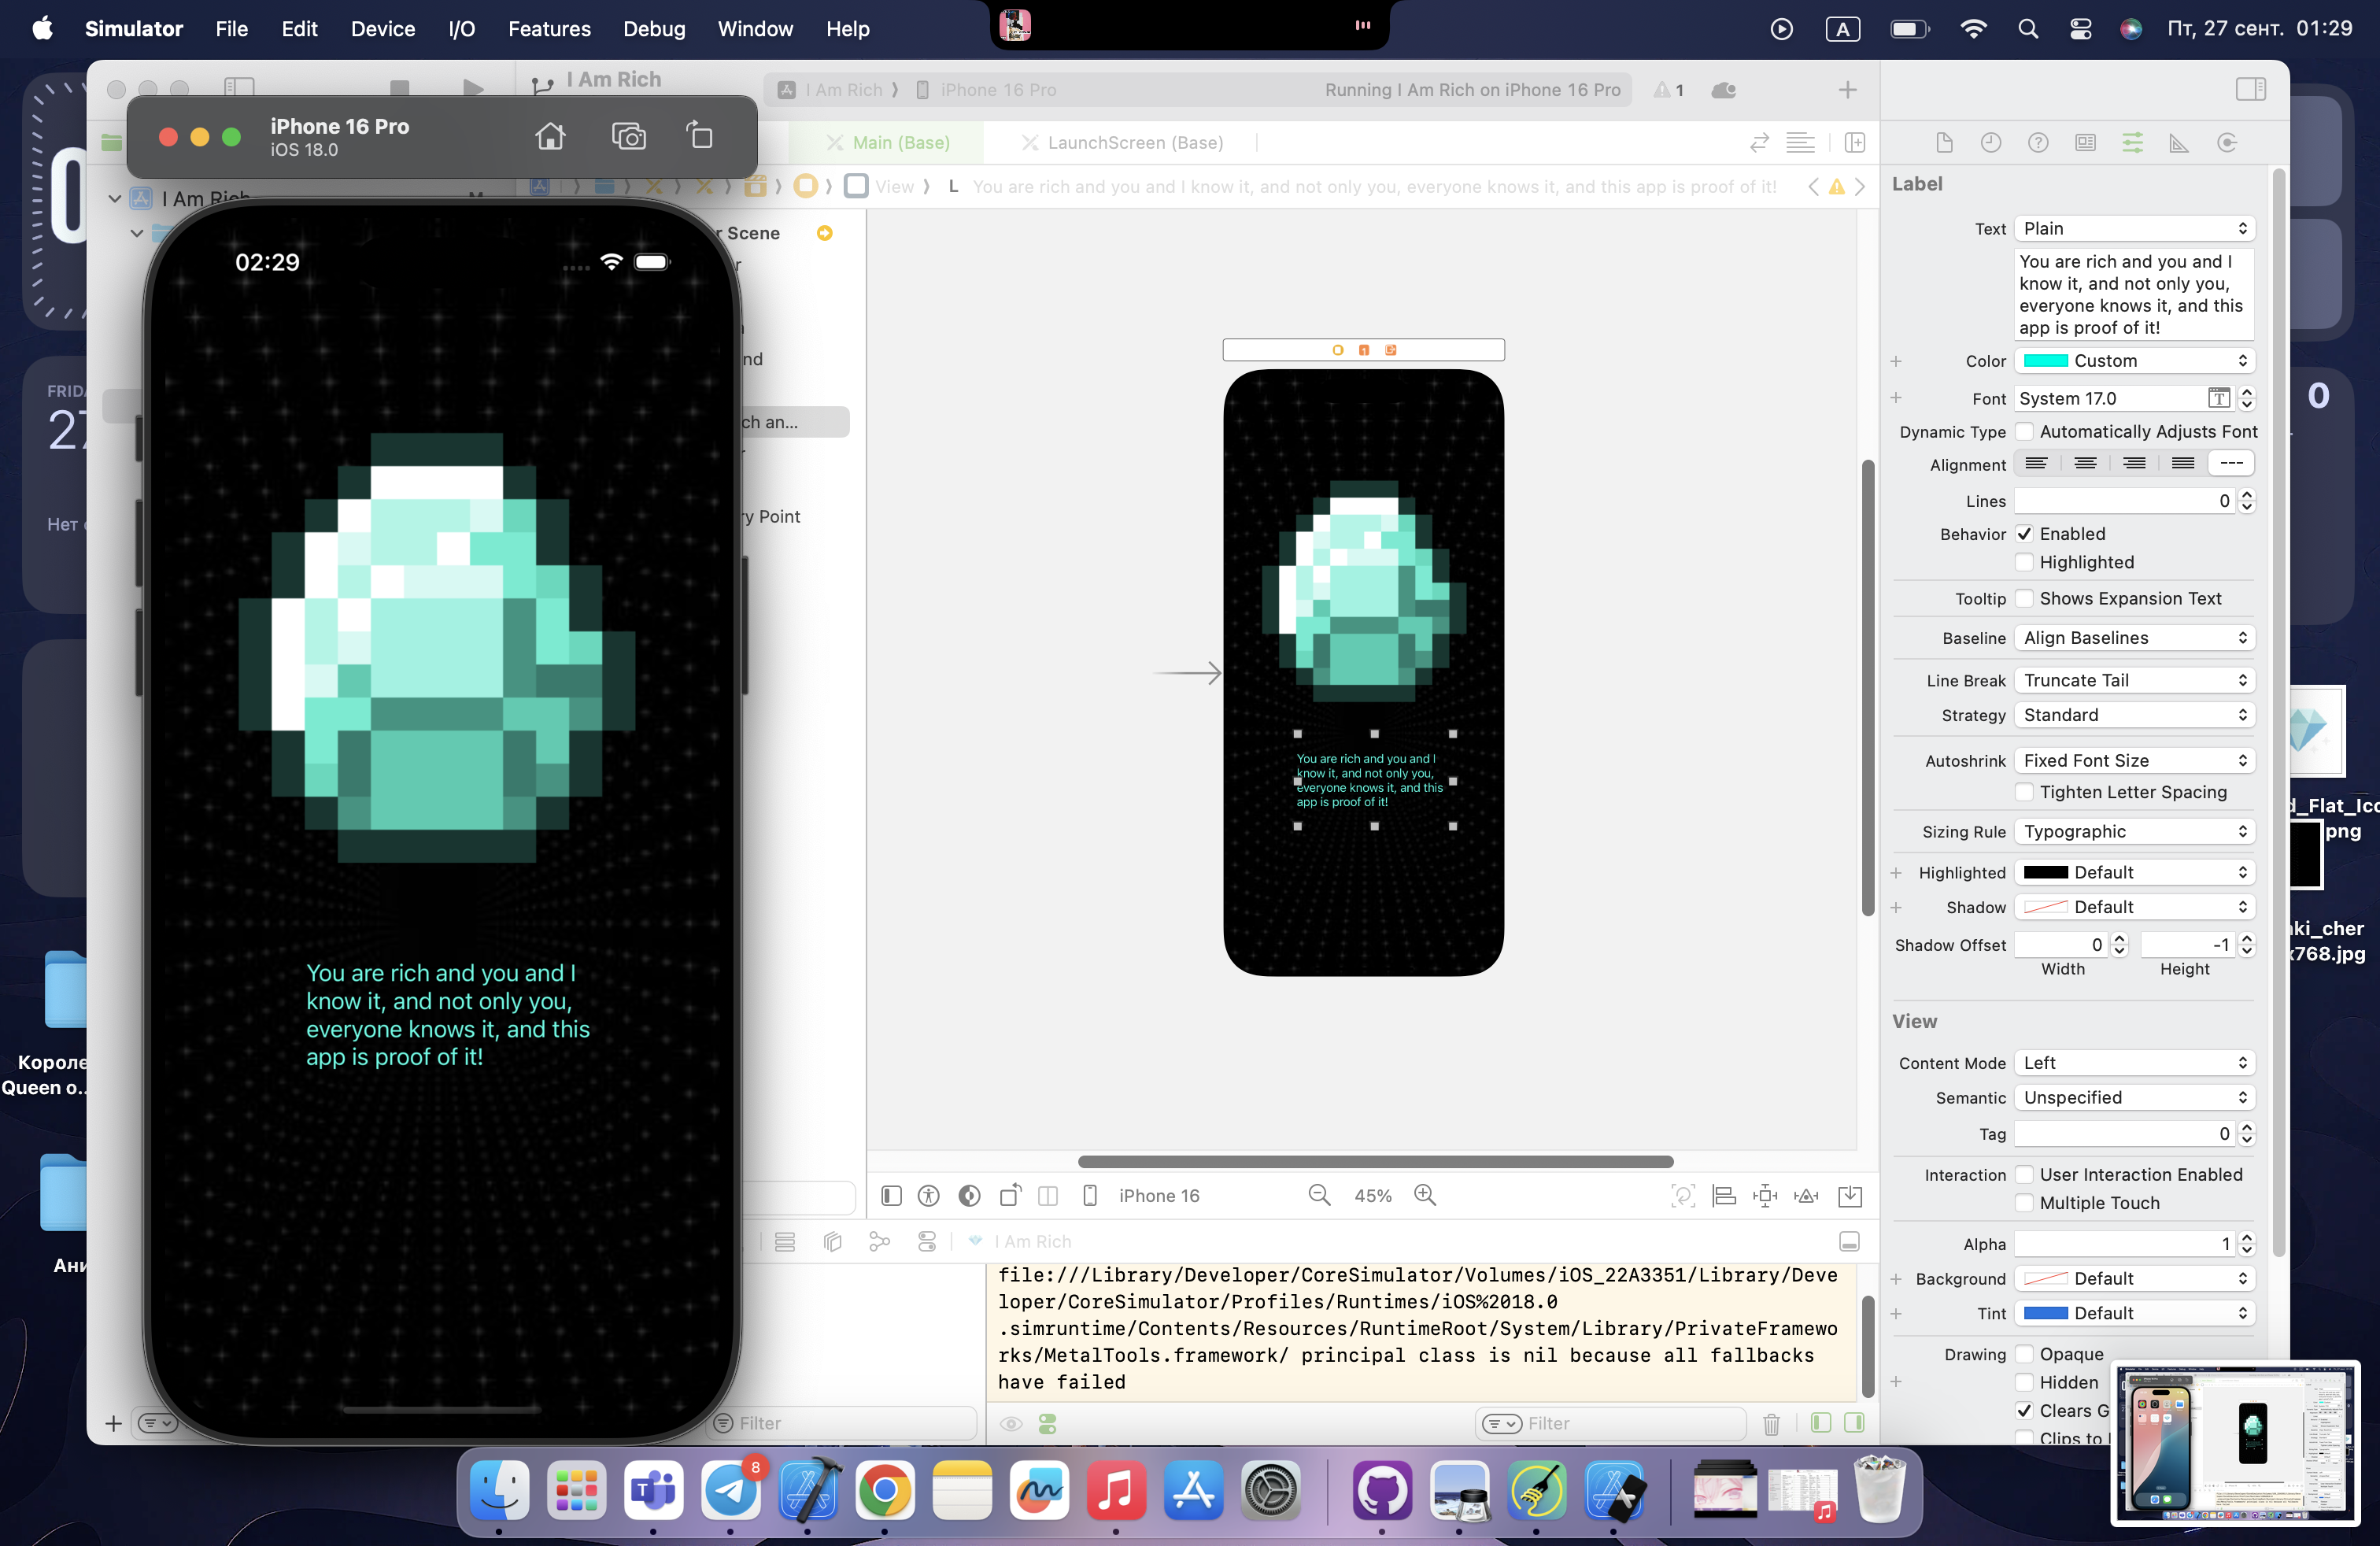 Simulator File Edit Device I/O Features Debug Window Help
A
Пт, 27 сент. 01:29
I Am Rich
I Am Rich
iPhone 16 Pro
Running I Am Rich on iPhone 16 Pro
1
iPhone 16 Pro
iOS 18.0
Main (Base)
LaunchScreen (Base)
View
L You are rich and you and I know it, and not only you, everyone knows it, and this app is proof of it!
I Am Rich
M
r Scene
r
nd
ch an...
r
ry Point
02:29
You are rich and you and I
know it, and not only you,
everyone knows it, and this
app is proof of it!
You are rich and you and I
know it, and not only you,
everyone knows it, and this
app is proof of it!
iPhone 16
45%
I Am Rich
file:///Library/Developer/CoreSimulator/Volumes/iOS_22A3351/Library/Deve
loper/CoreSimulator/Profiles/Runtimes/iOS%2018.0
.simruntime/Contents/Resources/RuntimeRoot/System/Library/PrivateFramewo
rks/MetalTools.framework/ principal class is nil because all fallbacks
have failed
Filter
Filter
Label
Text Plain
You are rich and you and I
know it, and not only you,
everyone knows it, and this
app is proof of it!
Color Custom
Font System 17.0
Dynamic Type Automatically Adjusts Font
Alignment
Lines 0
Behavior Enabled
Highlighted
Tooltip Shows Expansion Text
Baseline Align Baselines
Line Break Truncate Tail
Strategy Standard
Autoshrink Fixed Font Size
Tighten Letter Spacing
Sizing Rule Typographic
Highlighted Default
Shadow Default
Shadow Offset 0 -1
Width Height
View
Content Mode Left
Semantic Unspecified
Tag 0
Interaction User Interaction Enabled
Multiple Touch
Alpha 1
Background Default
Tint Default
Drawing Opaque
Hidden
Clears G
Clips to
FRIDA
27
Нет
0
0
d_Flat_Ico
png
ki_cher
x768.jpg
Короле
Queen o...
Ани
8